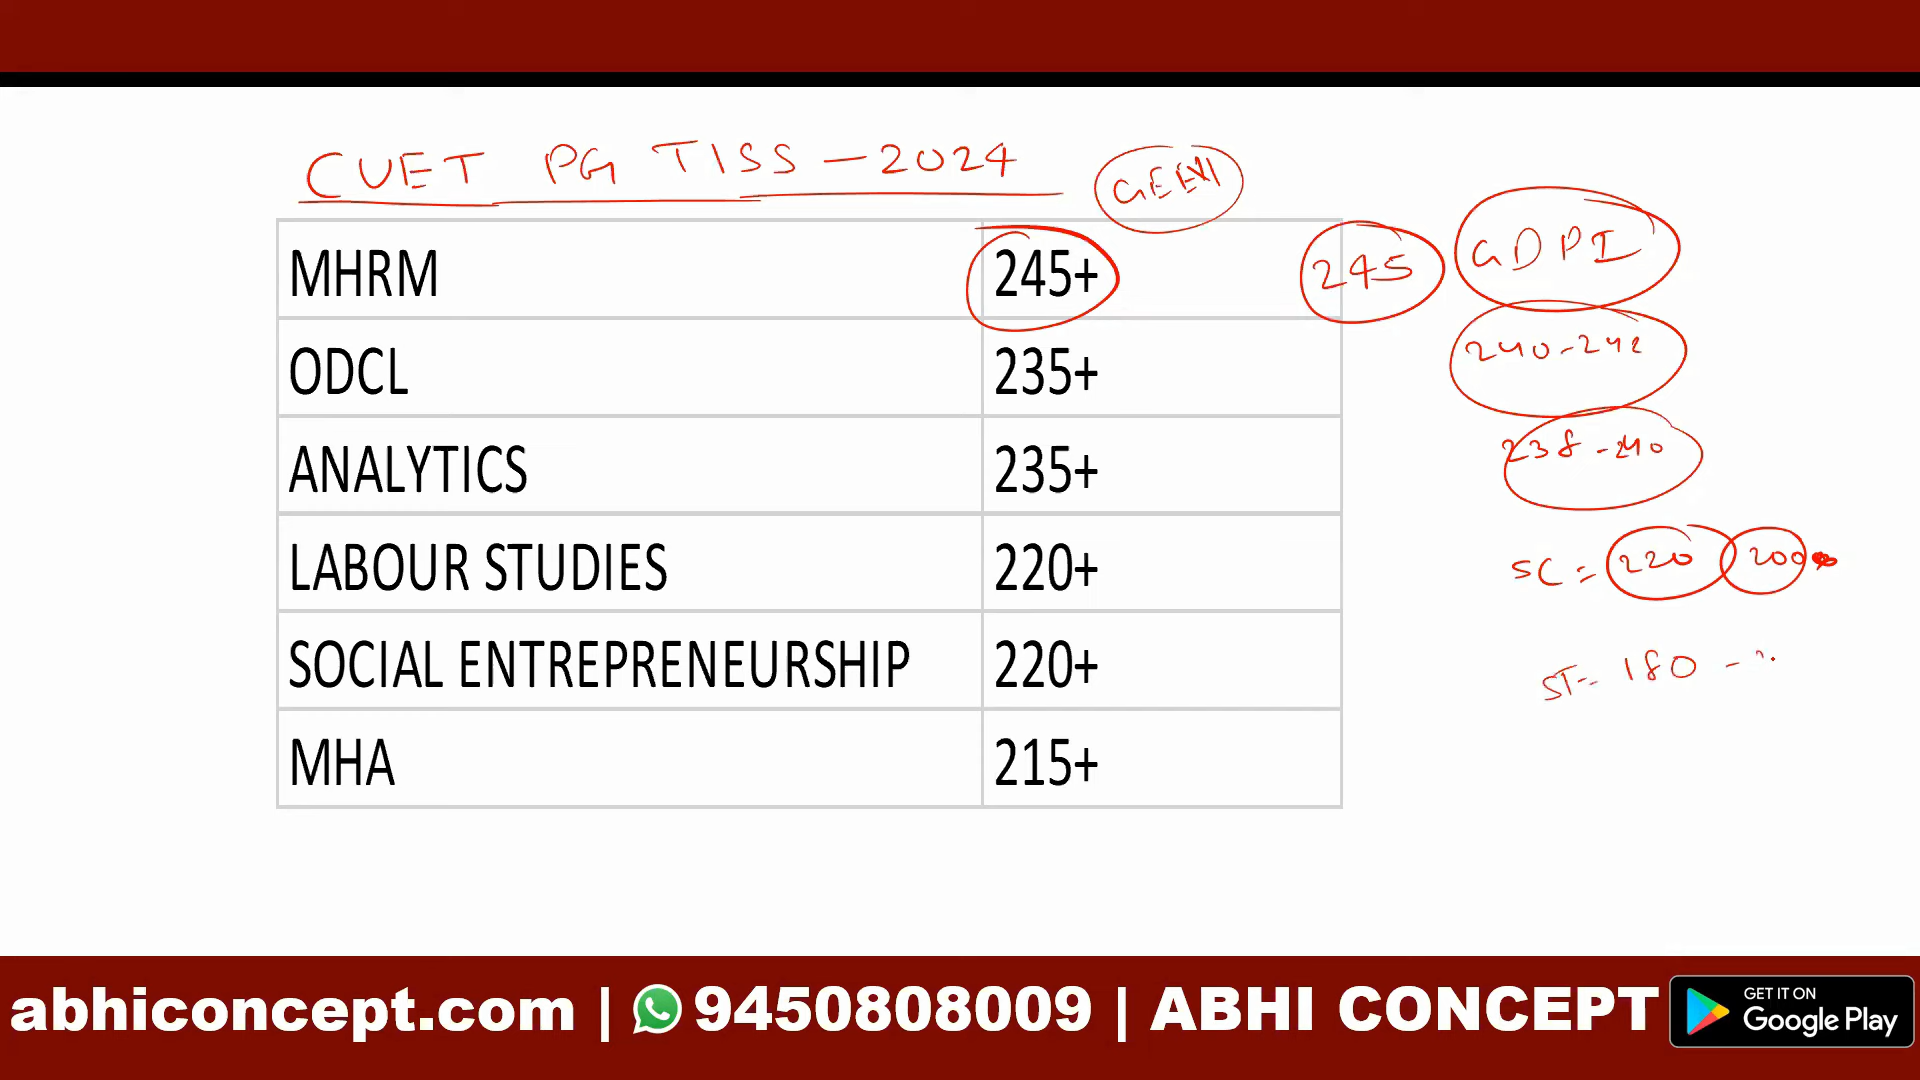 CUET PG TISS - 2024
MHRM 245+ 245 GDPI
ODCL 235+ 240-242
ANALYTICS 235+ 238-240
LABOUR STUDIES 220+ SC = 220 200
SOCIAL ENTREPRENEURSHIP 220+ ST = 180 -
MHA 215+
abhiconcept.com | 9450808009 | ABHI CONCEPT
GET IT ON
Google Play